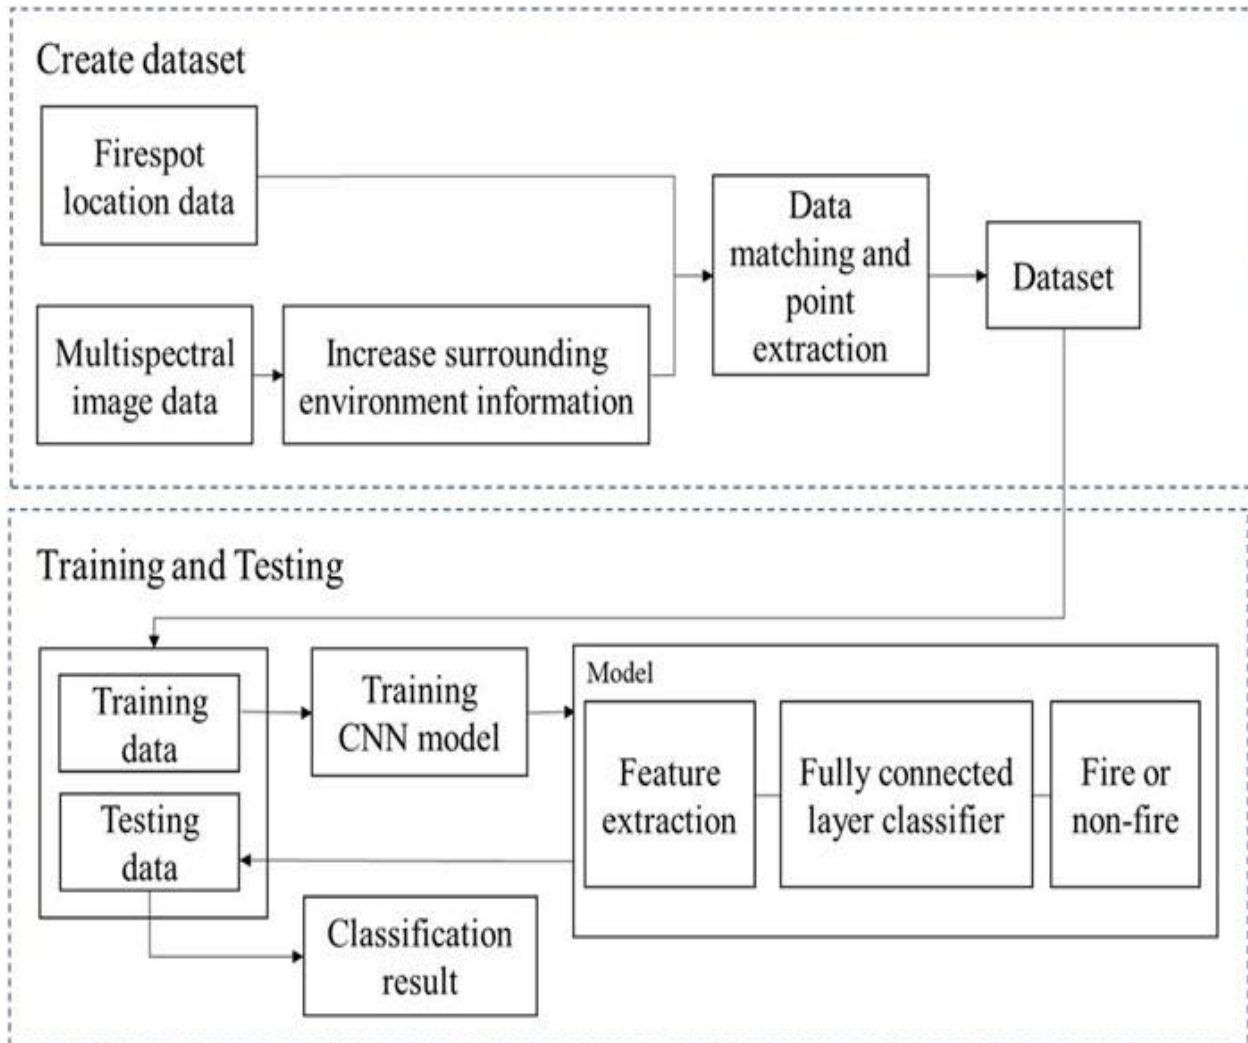 Create dataset
Firespot
location data
Multispectral
image data
Increase surrounding
environment information
Data
matching and
point
extraction
Dataset
Training and Testing
Training
data
Testing
data
Training
CNN model
Model
Feature
extraction
Fully connected
layer classifier
Fire or
non-fire
Classification
result